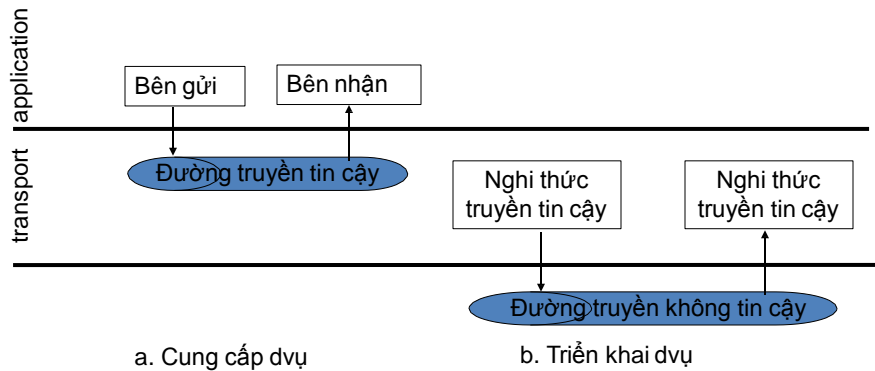 application
Bên gửi
Bên nhận
transport
Đường truyền tin cậy
Nghi thức
truyền tin cậy
Nghi thức
truyền tin cậy
Đường truyền không tin cậy
a. Cung cấp dvụ
b. Triển khai dvụ